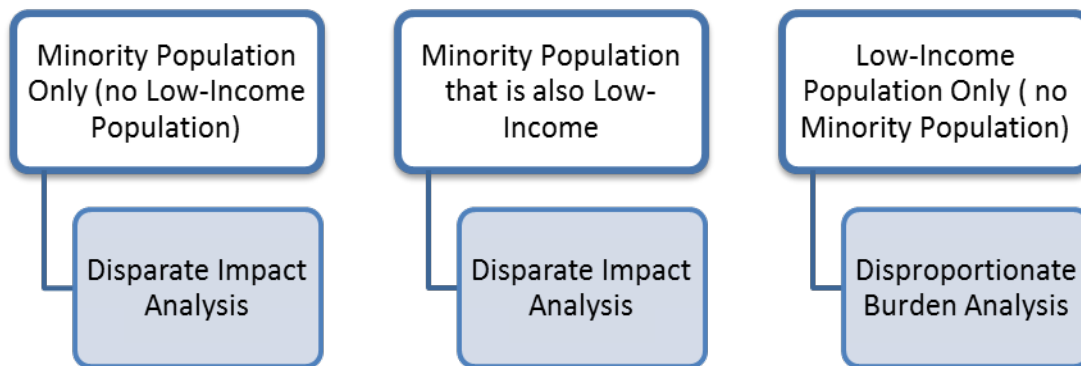 Minority Population
Only (no Low-Income
Population)
Disparate Impact
Analysis
Minority Population
that is also Low-
Income
Disparate Impact
Analysis
Low-Income
Population Only ( no
Minority Population)
Disproportionate
Burden Analysis